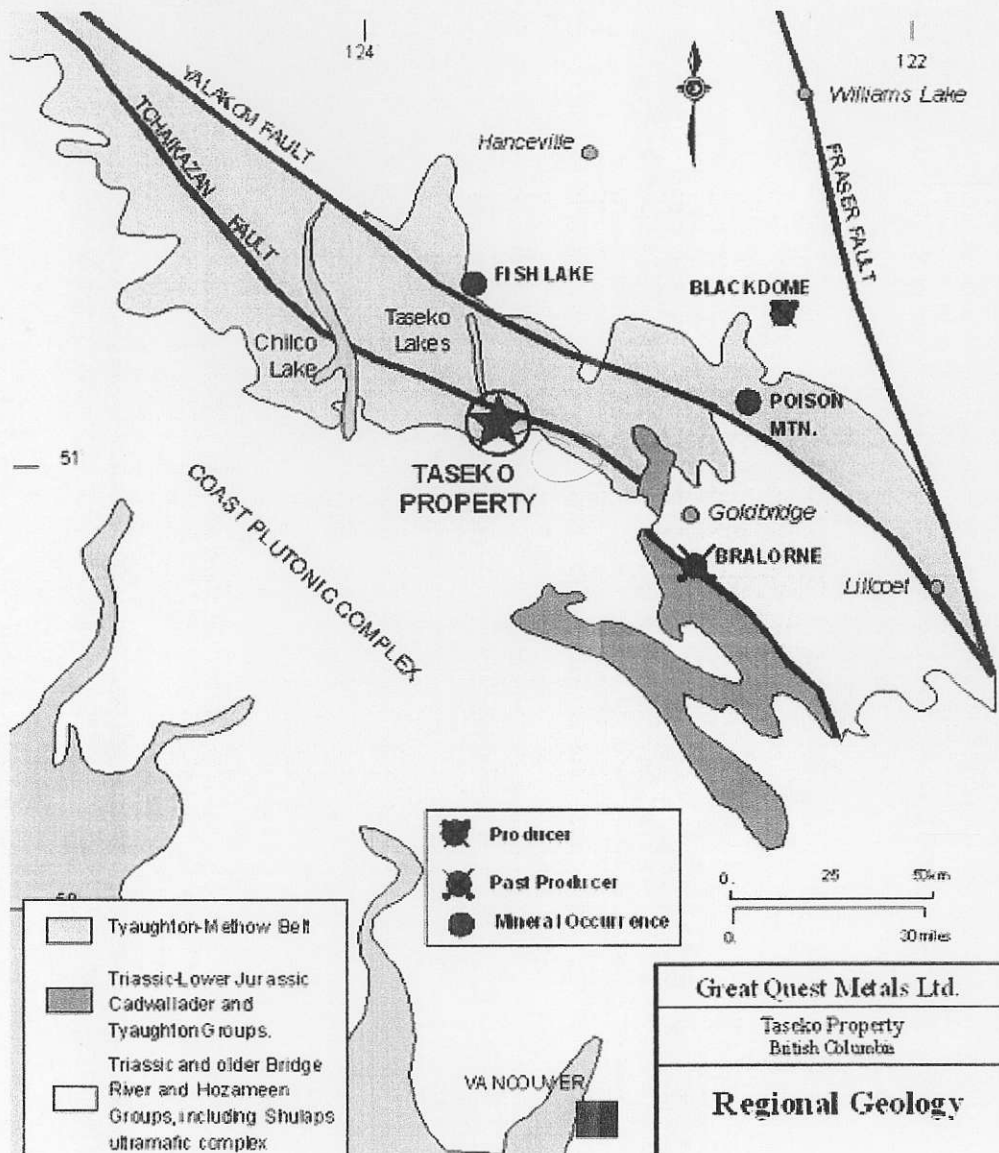 124
122
YALAKOM FAULT
TCHAIKAZAN
FAULT
Williams Lake
Hanceville
FRASER FAULT
FISH LAKE
BLACKDOME
Taseko
Lakes
Chilco
Lake
POISON
MTN.
51
TASEKO
PROPERTY
COAST PLUTONIC COMPLEX
Goldbridge
BRALORNE
Lillooet
Producer
Past Producer
Mineral Occurrence
0.
25
50km
0.
30 miles
Tyaughton-Methow Belt
Triassic-Lower Jurassic
Cadwallader and
Tyaughton Groups.
Triassic and older Bridge
River and Hozameen
Groups, including Shulaps
ultramafic complex
VANCOUVER
Great Quest Metals Ltd.
Taseko Property
British Columbia
Regional Geology